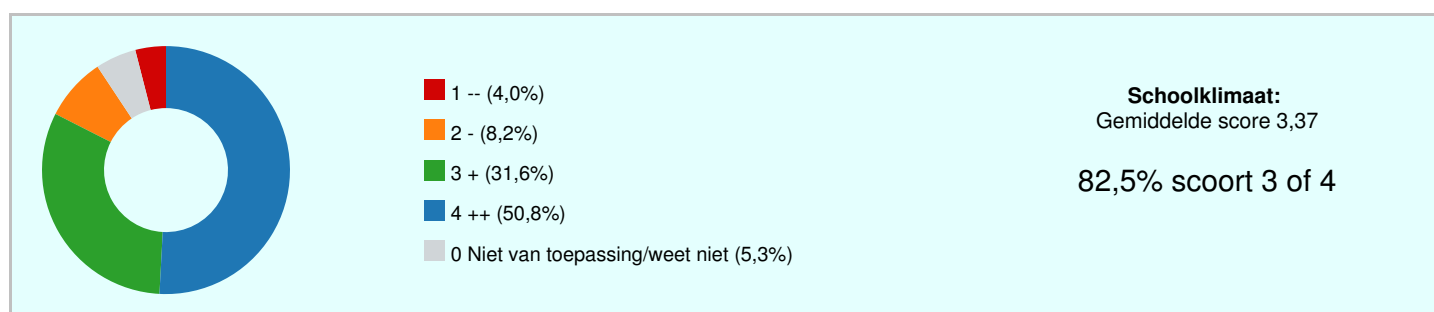 1 -- (4,0%)
2 - (8,2%)
3 + (31,6%)
4 ++ (50,8%)
0 Niet van toepassing/weet niet (5,3%)
Schoolklimaat:
Gemiddelde score 3,37
82,5% scoort 3 of 4